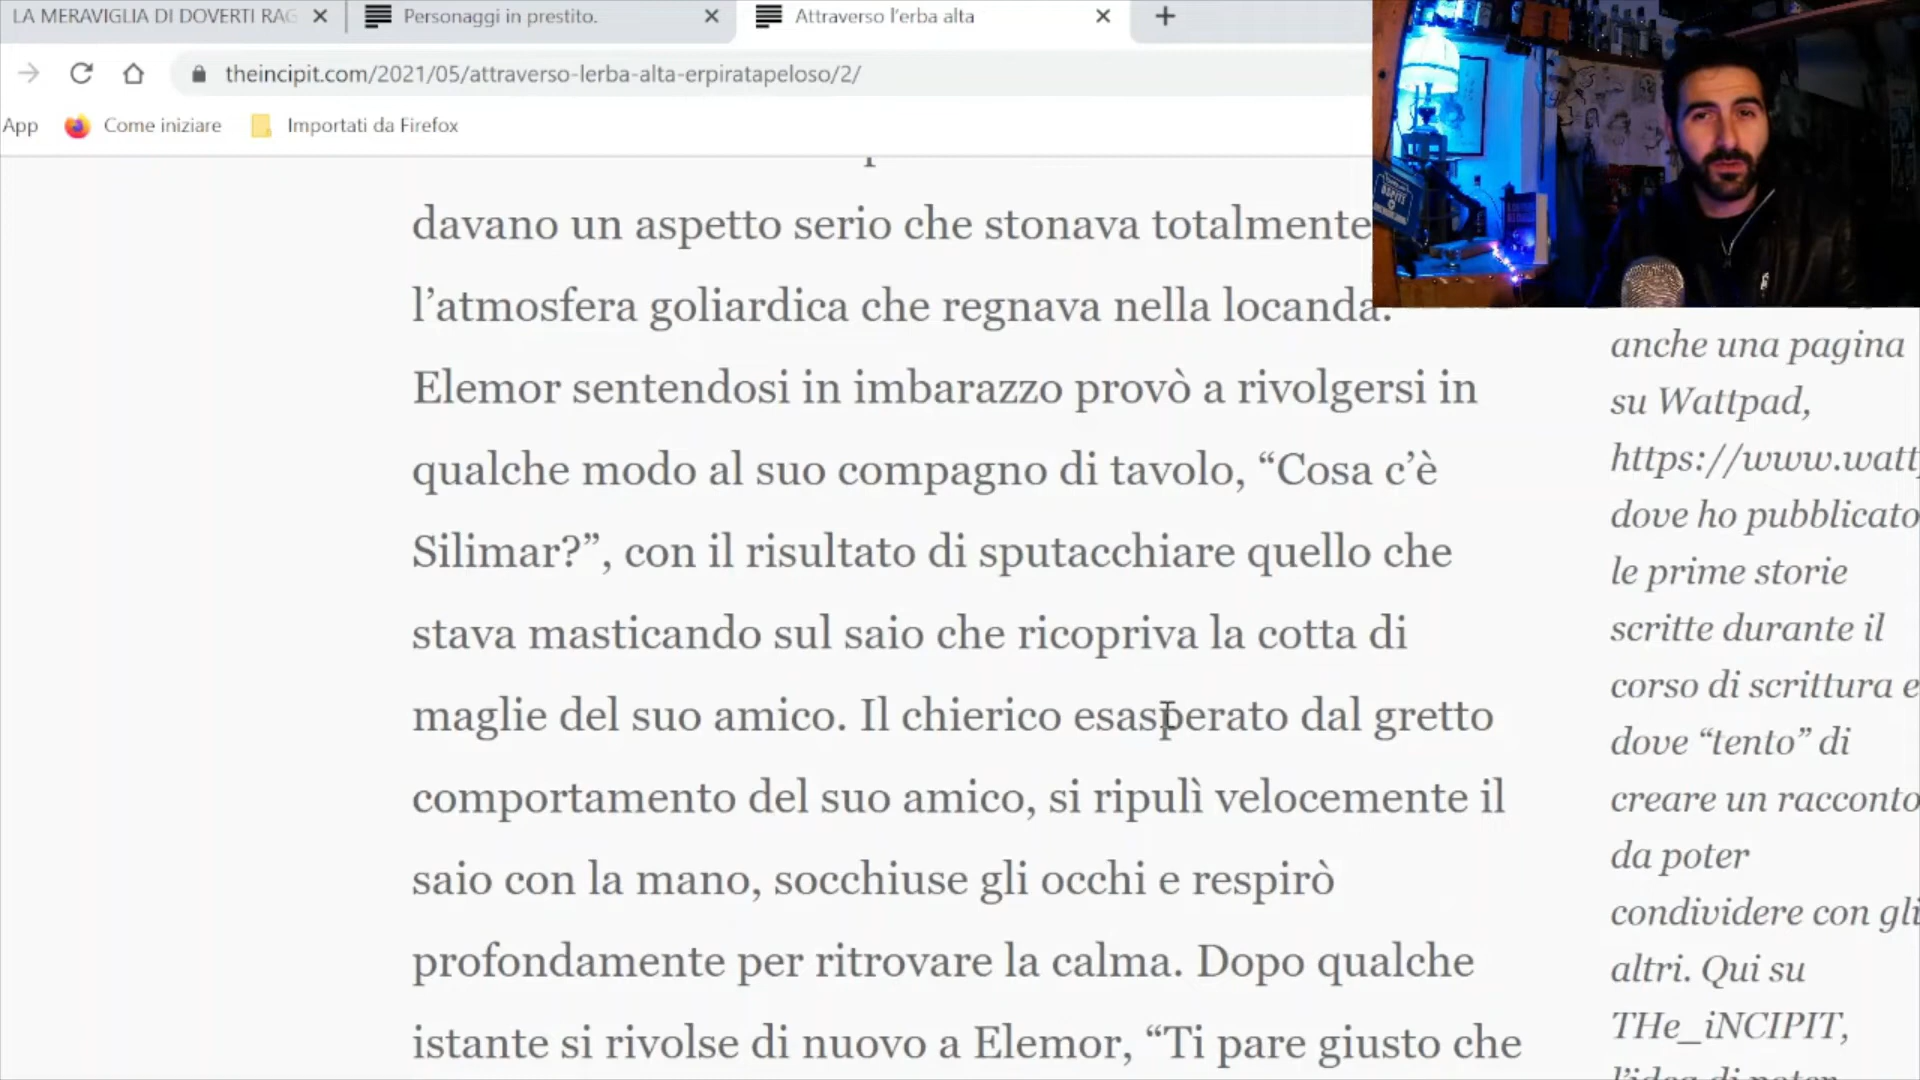 LA MERAVIGLIA DI DOVERTI RAG
Personaggi in prestito.
Attraverso l'erba alta
theincipit.com/2021/05/attraverso-lerba-alta-erpiratapeloso/2/
App
Come iniziare
Importati da Firefox
davano un aspetto serio che stonava totalmente
l’atmosfera goliardica che regnava nella locanda.
Elemor sentendosi in imbarazzo provò a rivolgersi in
qualche modo al suo compagno di tavolo, “Cosa c’è
Silimar?”, con il risultato di sputacchiare quello che
stava masticando sul saio che ricopriva la cotta di
maglie del suo amico. Il chierico esasperato dal gretto
comportamento del suo amico, si ripulì velocemente il
saio con la mano, socchiuse gli occhi e respirò
profondamente per ritrovare la calma. Dopo qualche
istante si rivolse di nuovo a Elemor, “Ti pare giusto che
anche una pagina
su Wattpad,
https://www.watt
dove ho pubblicato
le prime storie
scritte durante il
corso di scrittura e
dove “tento” di
creare un racconto
da poter
condividere con gli
altri. Qui su
THe_iNCIPIT,
l’idea di poter